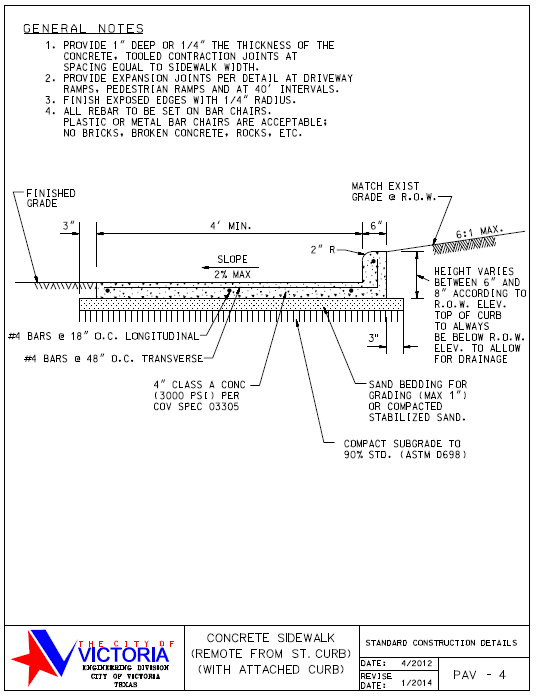 GENERAL NOTES
1. PROVIDE 1" DEEP OR 1/4" THE THICKNESS OF THE
CONCRETE, TOOLED CONTRACTION JOINTS AT
SPACING EQUAL TO SIDEWALK WIDTH.
2. PROVIDE EXPANSION JOINTS PER DETAIL AT DRIVEWAY
RAMPS, PEDESTRIAN RAMPS AND AT 40' INTERVALS.
3. FINISH EXPOSED EDGES WITH 1/4" RADIUS.
4. ALL REBAR TO BE SET ON BAR CHAIRS.
PLASTIC OR METAL BAR CHAIRS ARE ACCEPTABLE;
NO BRICKS, BROKEN CONCRETE, ROCKS, ETC.
FINISHED
GRADE
MATCH EXIST
GRADE @ R.O.W.
3"
4' MIN.
6"
6:1 MAX.
2" R
SLOPE
2% MAX
HEIGHT VARIES
BETWEEN 6" AND
8" ACCORDING TO
R.O.W. ELEV.
TOP OF CURB
TO ALWAYS
BE BELOW R.O.W.
ELEV. TO ALLOW
FOR DRAINAGE
#4 BARS @ 18" O.C. LONGITUDINAL
3"
#4 BARS @ 48" O.C. TRANSVERSE
4" CLASS A CONC
(3000 PSI) PER
COV SPEC 03305
SAND BEDDING FOR
GRADING (MAX 1")
OR COMPACTED
STABILIZED SAND.
COMPACT SUBGRADE TO
90% STD. (ASTM D698)
THE CITY OF
VICTORIA
ENGINEERING DIVISION
CITY OF VICTORIA
TEXAS
CONCRETE SIDEWALK
(REMOTE FROM ST. CURB)
(WITH ATTACHED CURB)
STANDARD CONSTRUCTION DETAILS
DATE: 4/2012
REVISE
DATE: 1/2014
PAV - 4